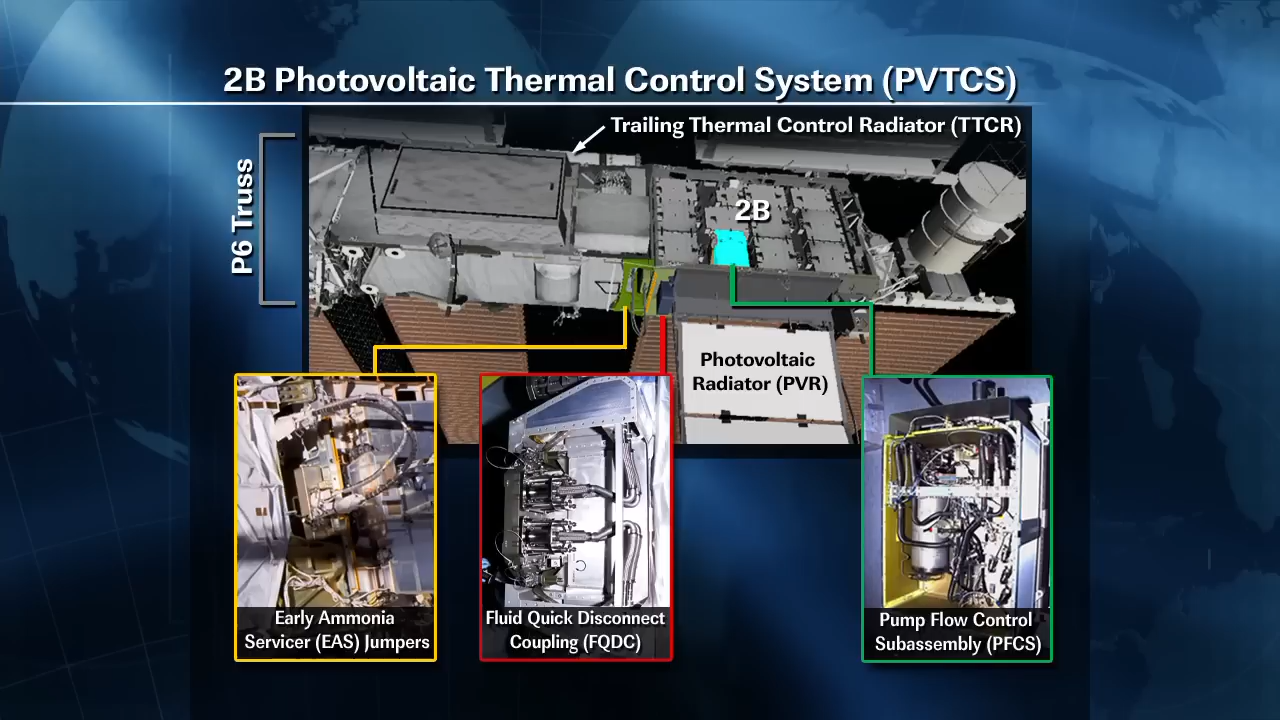 2B Photovoltaic Thermal Control System (PVTCS)
Trailing Thermal Control Radiator (TTCR)
P6 Truss
2B
Photovoltaic
Radiator (PVR)
Early Ammonia
Servicer (EAS) Jumpers
Fluid Quick Disconnect
Coupling (FQDC)
Pump Flow Control
Subassembly (PFCS)